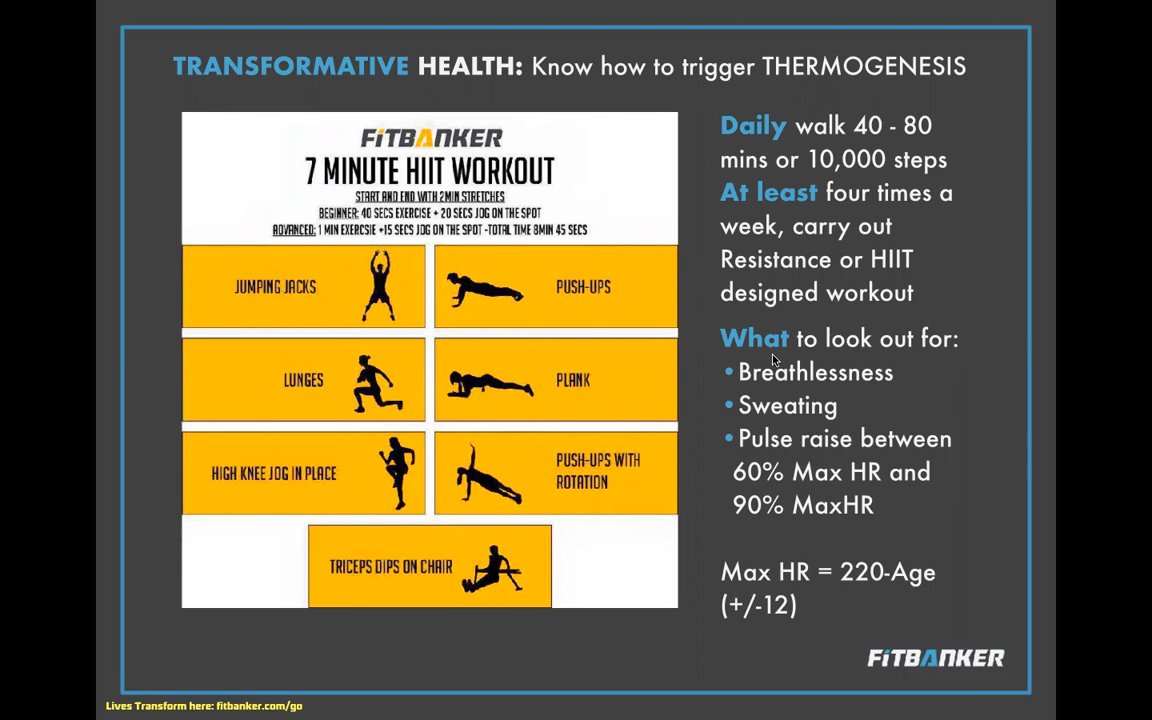 TRANSFORMATIVE HEALTH: Know how to trigger THERMOGENESIS
FiTBANKER
7 MINUTE HIIT WORKOUT
START AND END WITH 2MIN STRETCHES
BEGINNER: 40 SECS EXERCISE + 20 SECS JOG ON THE SPOT
ADVANCED: 1 MIN EXERCSIE +15 SECS JOG ON THE SPOT -TOTAL TIME 8MIN 45 SECS
JUMPING JACKS
PUSH-UPS
LUNGES
PLANK
HIGH KNEE JOG IN PLACE
PUSH-UPS WITH
ROTATION
TRICEPS DIPS ON CHAIR
Daily walk 40 - 80
mins or 10,000 steps
At least four times a
week, carry out
Resistance or HIIT
designed workout
What to look out for:
• Breathlessness
• Sweating
• Pulse raise between
60% Max HR and
90% MaxHR
Max HR = 220-Age
(+/-12)
FiTBANKER
Lives Transform here: fitbanker.com/go